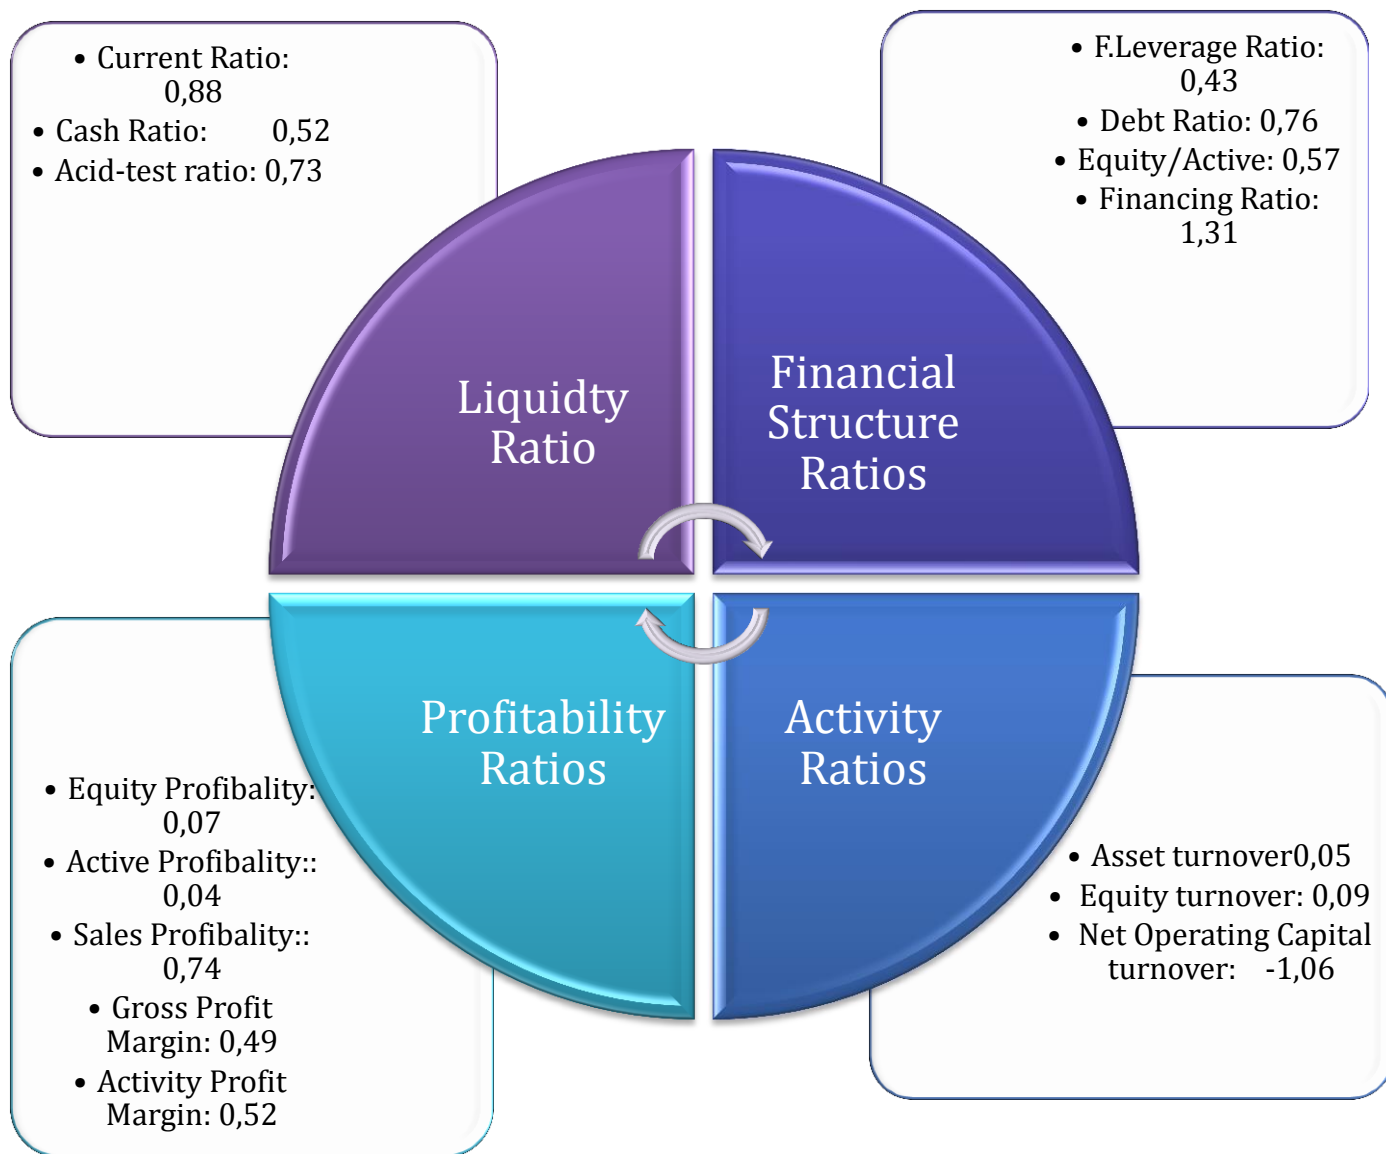 • Current Ratio:
0,88
• Cash Ratio: 0,52
• Acid-test ratio: 0,73
• F.Leverage Ratio:
0,43
• Debt Ratio: 0,76
• Equity/Active: 0,57
• Financing Ratio:
1,31
Liquidty
Ratio
Financial
Structure
Ratios
Profitability
Ratios
Activity
Ratios
• Equity Profibality:
0,07
• Active Profibality::
0,04
• Sales Profibality::
0,74
• Gross Profit
Margin: 0,49
• Activity Profit
Margin: 0,52
• Asset turnover0,05
• Equity turnover: 0,09
• Net Operating Capital
turnover: -1,06